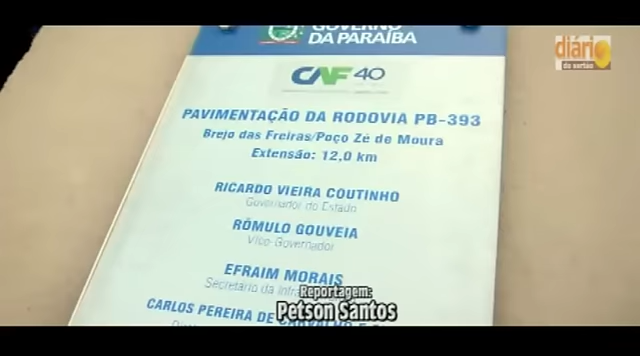 GOVERNO
DA PARAÍBA
diário
do sertão
CAF 40
PAVIMENTAÇÃO DA RODOVIA PB-393
Brejo das Freiras/Poço Zé de Moura
Extensão: 12,0 km
RICARDO VIEIRA COUTINHO
Governador do Estado
RÔMULO GOUVEIA
Vice-Governador
EFRAIM MORAIS
Secretário da
Reportagem:
Petson Santos
CARLOS PEREIRA DE